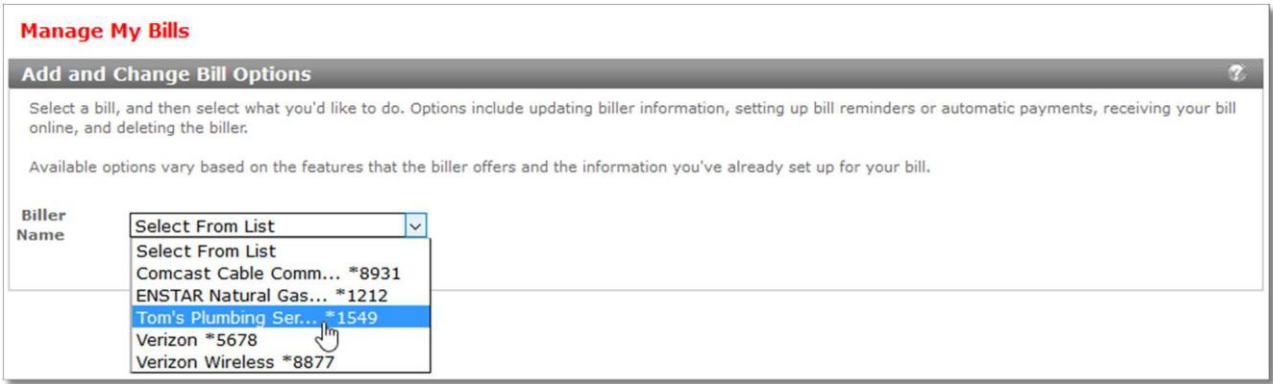 Manage My Bills
Add and Change Bill Options ?
Select a bill, and then select what you'd like to do. Options include updating biller information, setting up bill reminders or automatic payments, receiving your bill
online, and deleting the biller.
Available options vary based on the features that the biller offers and the information you've already set up for your bill.
Biller
Name
Select From List
Select From List
Comcast Cable Comm... *8931
ENSTAR Natural Gas... *1212
Tom's Plumbing Ser... *1549
Verizon *5678
Verizon Wireless *8877